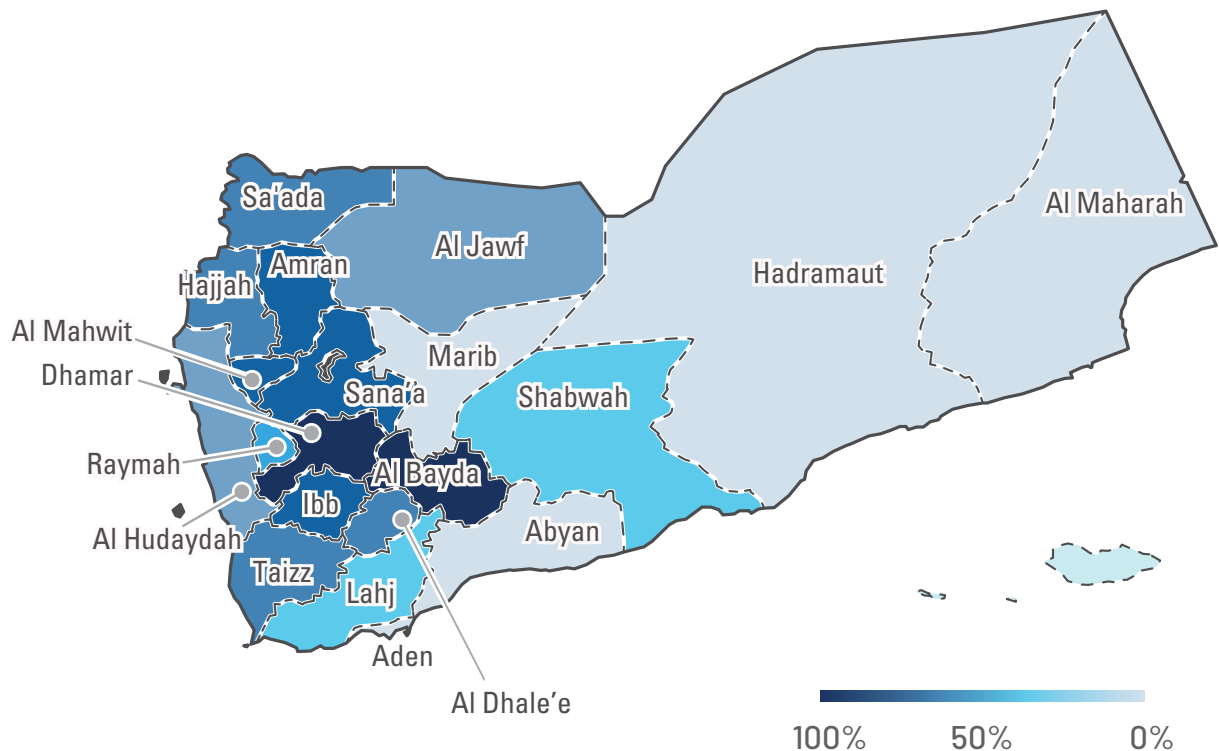 Sa'ada
Al Maharah
Al Jawf
Amran
Hadramaut
Hajjah
Al Mahwit
Marib
Dhamar
Sana'a
Shabwah
Raymah
Al Bayda
Ibb
Al Hudaydah
Abyan
Taizz
Lahj
Aden
Al Dhale'e
100% 50% 0%